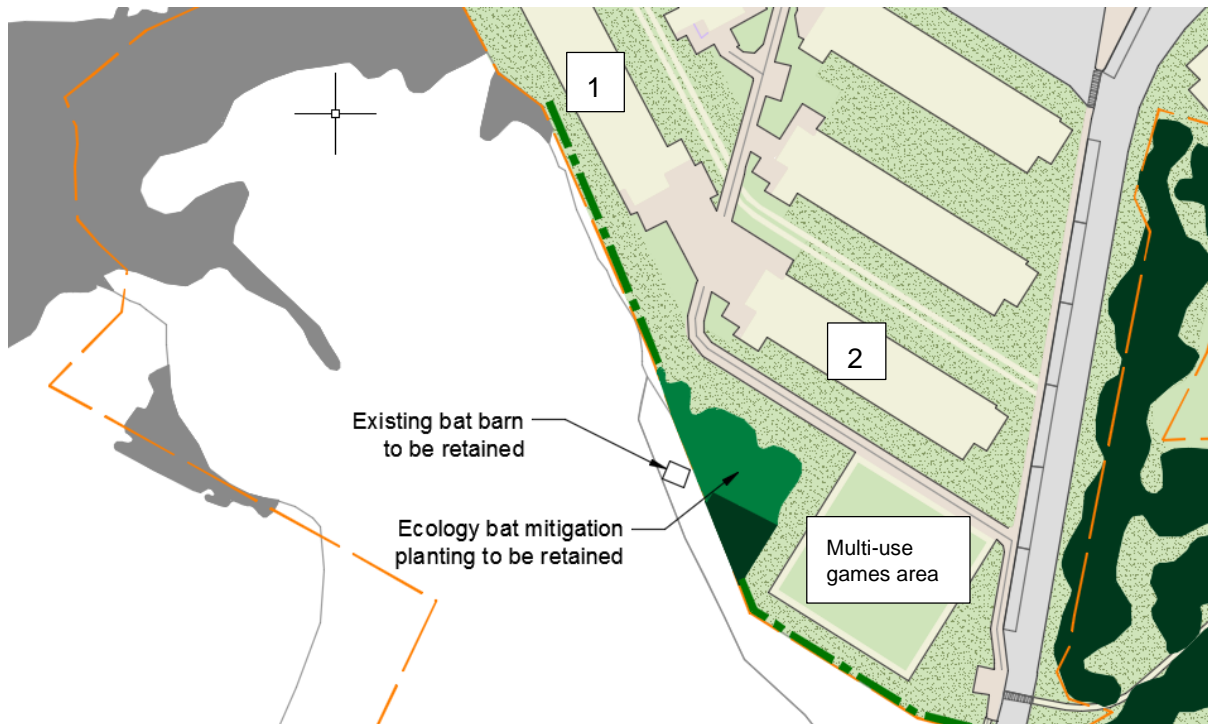 1
2
Existing bat barn
to be retained
Ecology bat mitigation
planting to be retained
Multi-use
games area